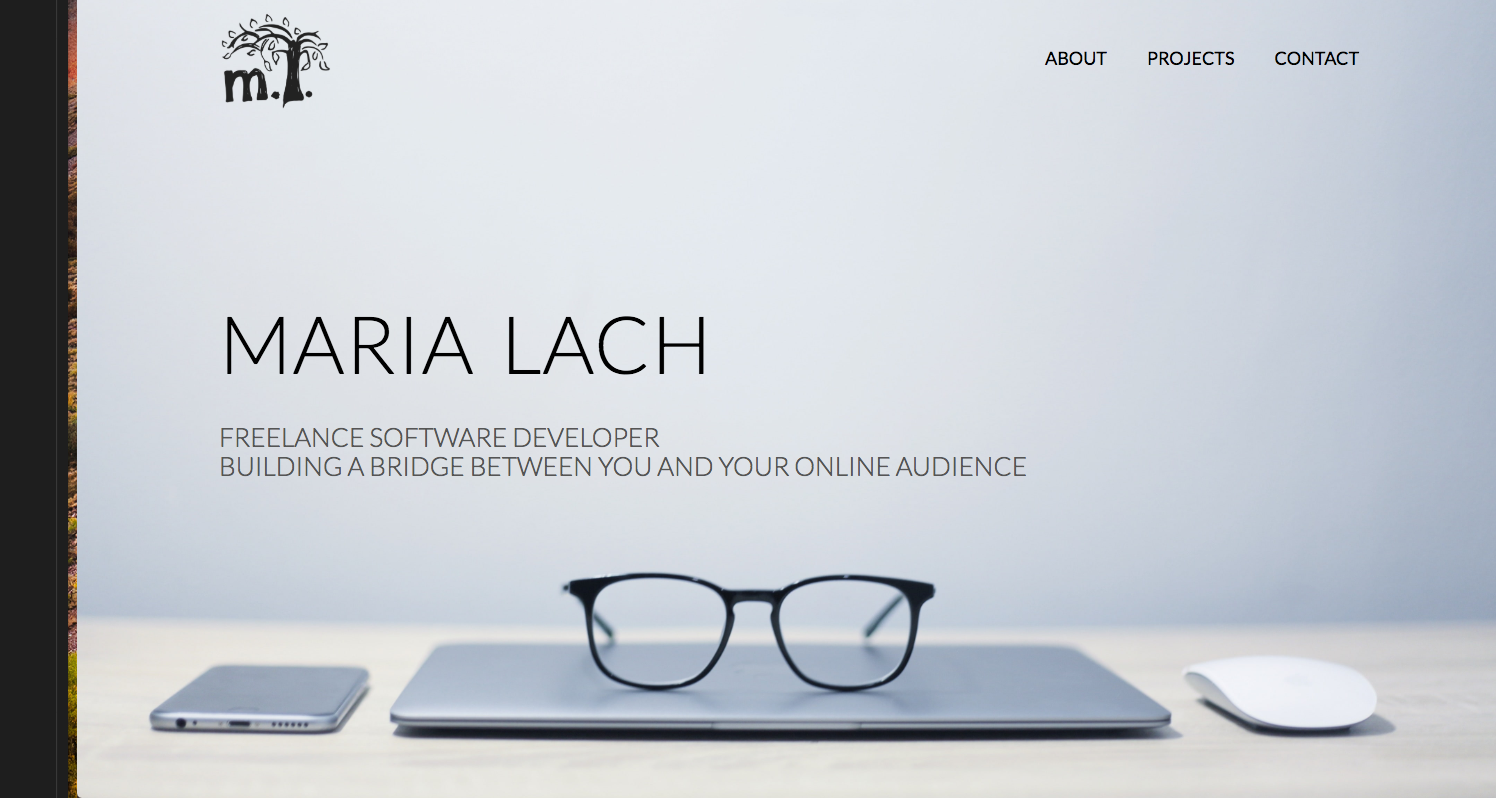 m.l.
ABOUT PROJECTS CONTACT
MARIA LACH
FREELANCE SOFTWARE DEVELOPER
BUILDING A BRIDGE BETWEEN YOU AND YOUR ONLINE AUDIENCE